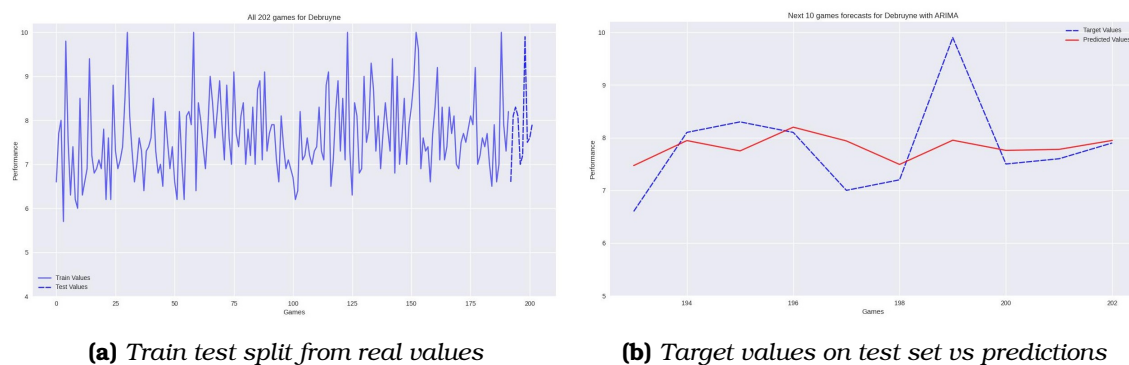 All 202 games for Debruyne
10
9
8
7
6
5
4
Performance
Train Values
Test Values
0 25 50 75 100 125 150 175 200
Games
(a) Train test split from real values
Next 10 games forecasts for Debruyne with ARIMA
10
9
8
7
6
5
Performance
Target Values
Predicted Values
194 196 198 200 202
Games
(b) Target values on test set vs predictions